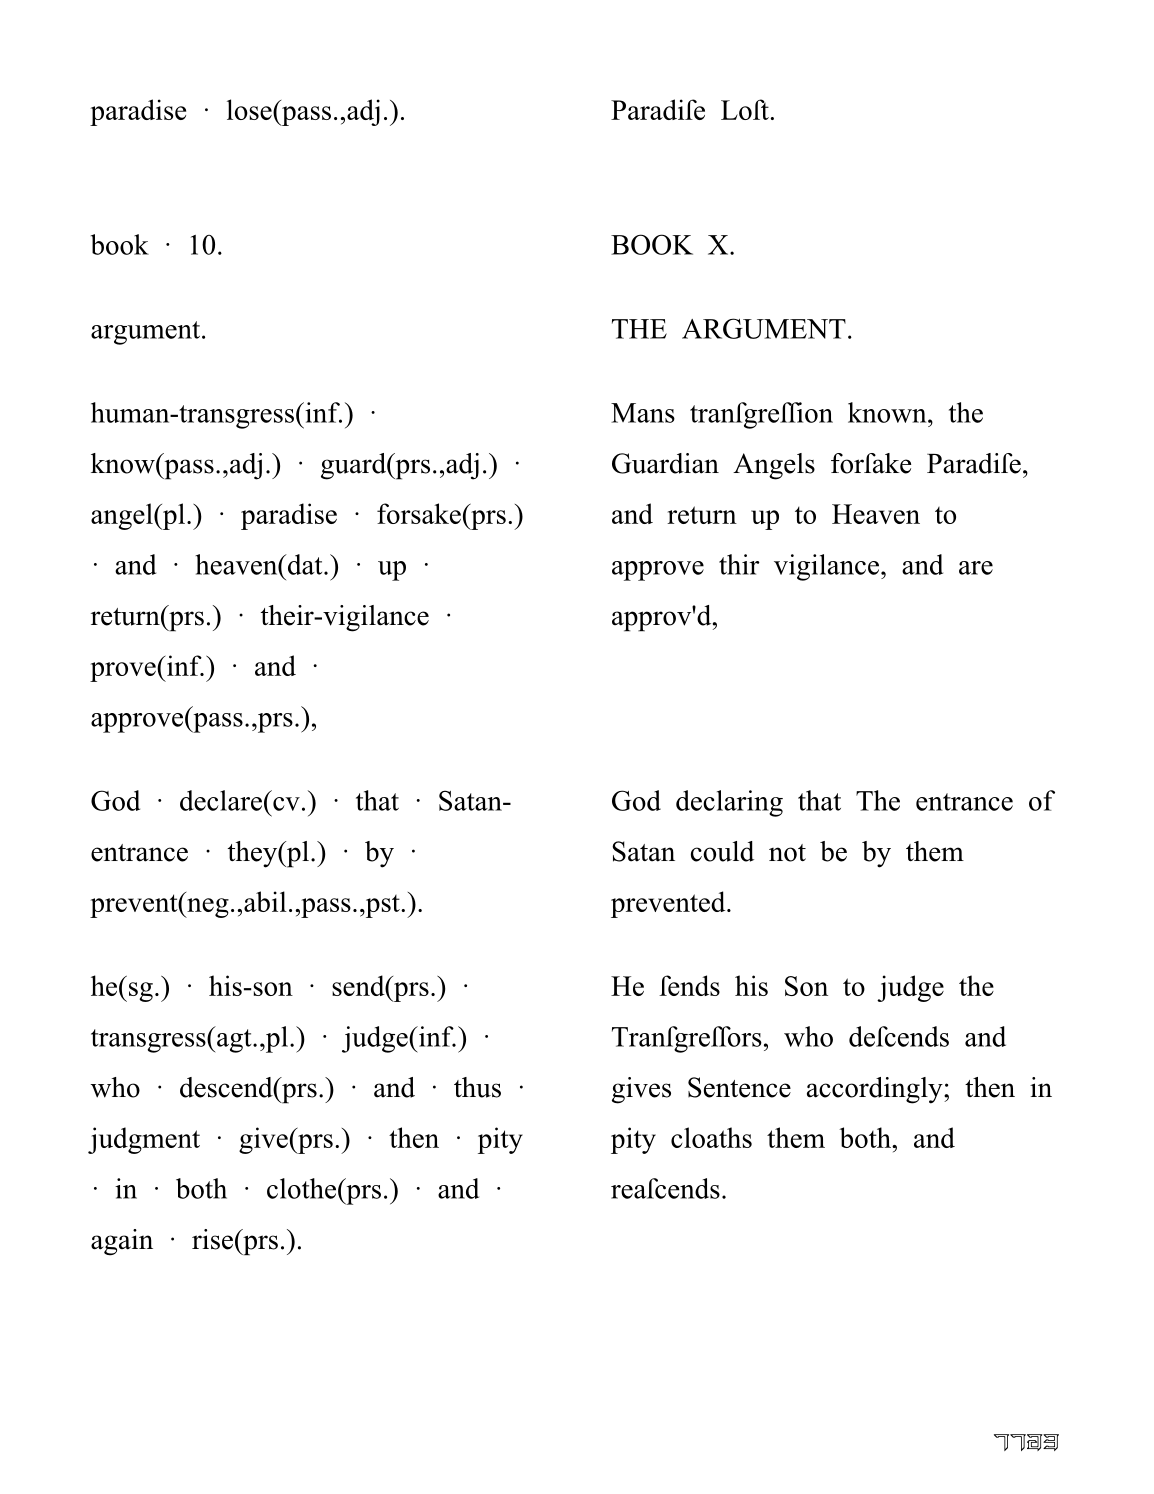 paradise · lose(pass.,adj.).
Paradiſe Loſt.
book · 10.
BOOK X.
argument.
THE ARGUMENT.
human-transgress(inf.) ·
know(pass.,adj.) · guard(prs.,adj.) ·
angel(pl.) · paradise · forsake(prs.)
· and · heaven(dat.) · up ·
return(prs.) · their-vigilance ·
prove(inf.) · and ·
approve(pass.,prs.),
Mans tranſgreſſion known, the
Guardian Angels forſake Paradiſe,
and return up to Heaven to
approve thir vigilance, and are
approv'd,
God · declare(cv.) · that · Satan-
entrance · they(pl.) · by ·
prevent(neg.,abil.,pass.,pst.).
God declaring that The entrance of
Satan could not be by them
prevented.
he(sg.) · his-son · send(prs.) ·
transgress(agt.,pl.) · judge(inf.) ·
who · descend(prs.) · and · thus ·
judgment · give(prs.) · then · pity
· in · both · clothe(prs.) · and ·
again · rise(prs.).
He ſends his Son to judge the
Tranſgreſſors, who deſcends and
gives Sentence accordingly; then in
pity cloaths them both, and
reaſcends.